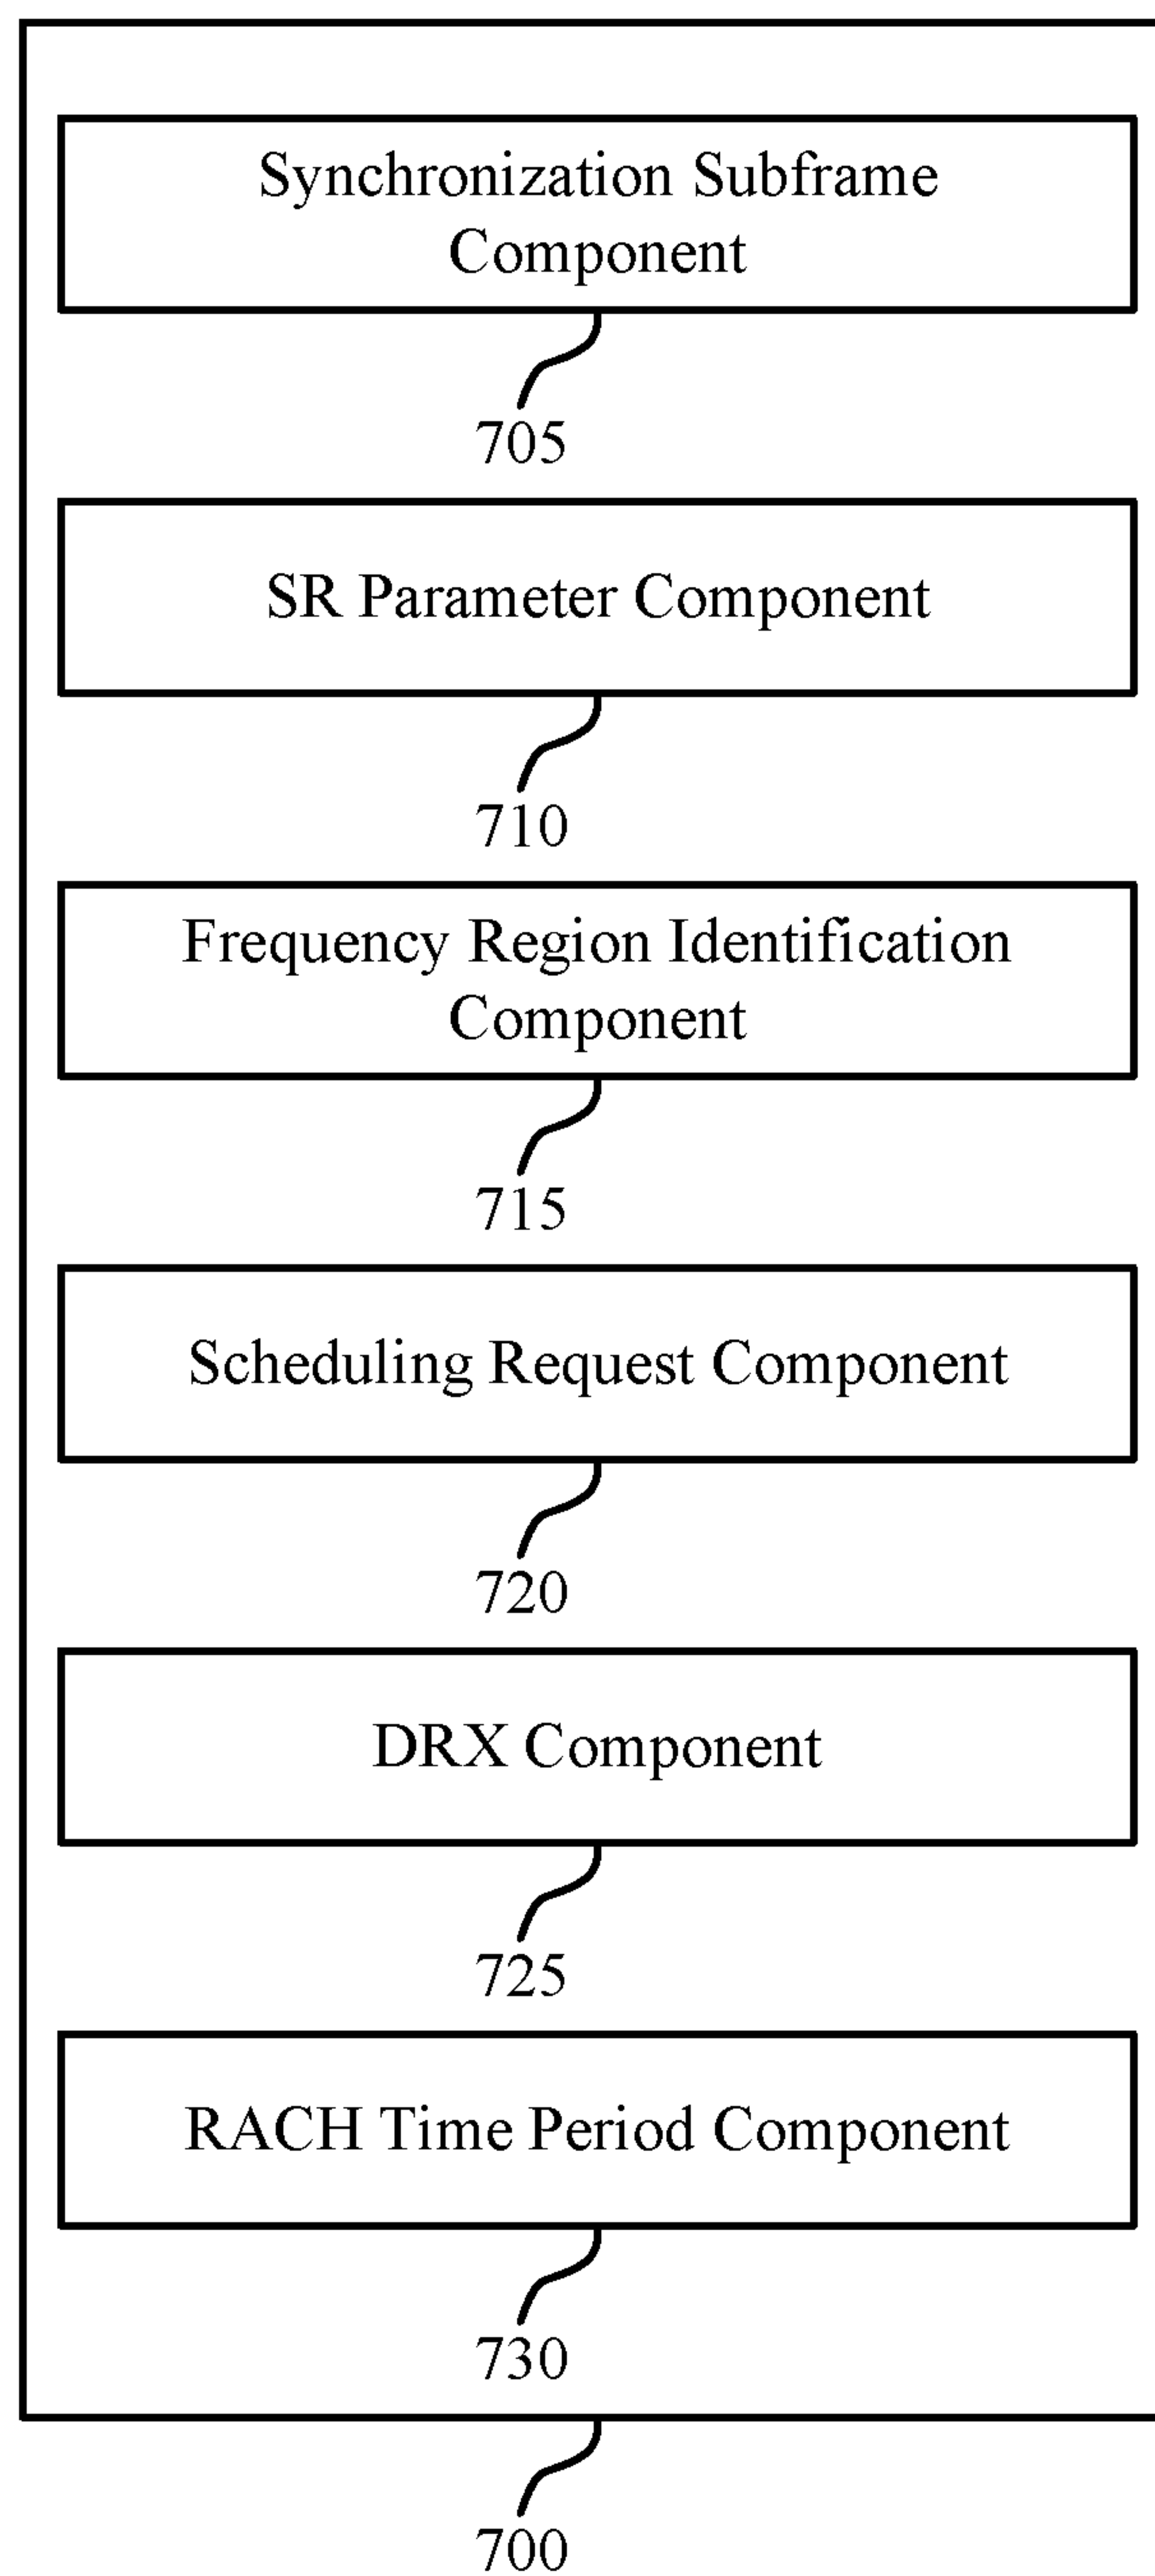 Synchronization Subframe
Component
705
SR Parameter Component
710
Frequency Region Identification
Component
715
Scheduling Request Component
720
DRX Component
725
RACH Time Period Component
730
700